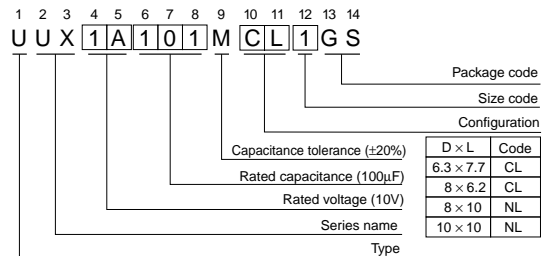 1 2 3 4 5 6 7 8 9 10 11 12 13 14
U U X 1 A 1 0 1 M C L 1 G S
Package code
Size code
Configuration
Capacitance tolerance (±20%)
Rated capacitance (100μF)
Rated voltage (10V)
Series name
Type
D × L Code
6.3 × 7.7 CL
8 × 6.2 CL
8 × 10 NL
10 × 10 NL